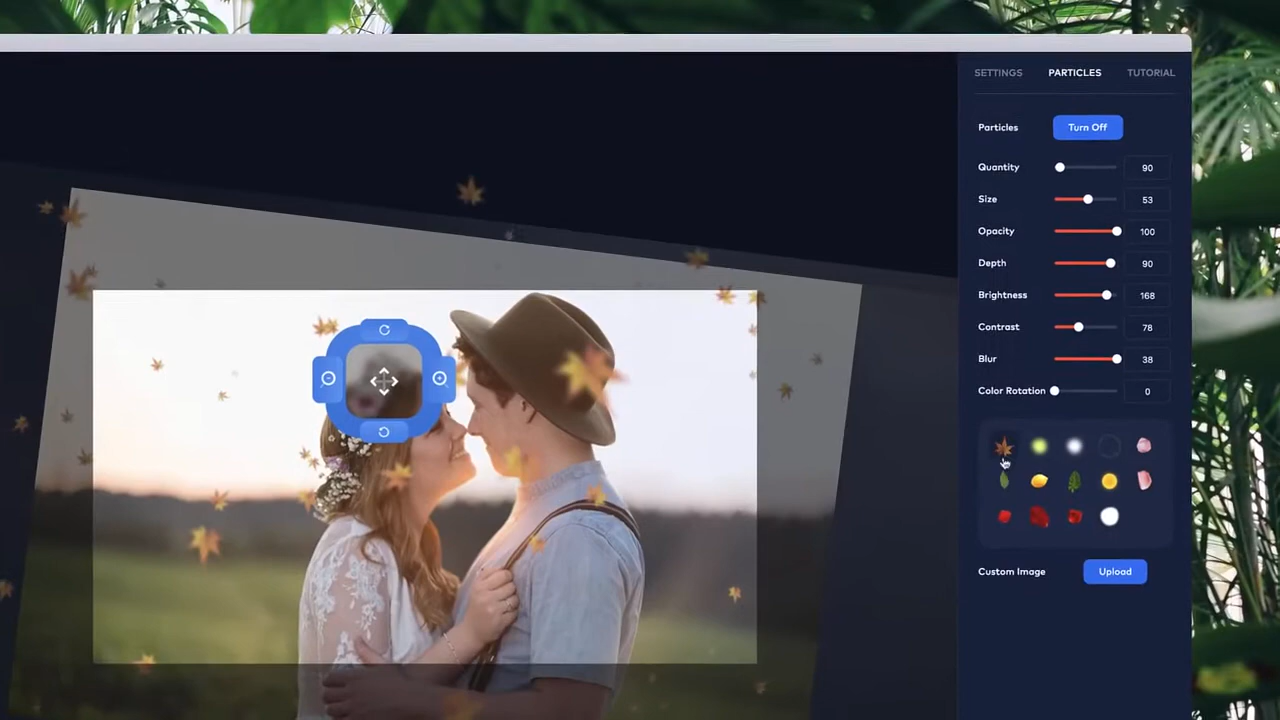 SETTINGS PARTICLES TUTORIAL
Particles Turn Off
Quantity 90
Size 53
Opacity 100
Depth 90
Brightness 168
Contrast 78
Blur 38
Color Rotation 0
Custom Image Upload